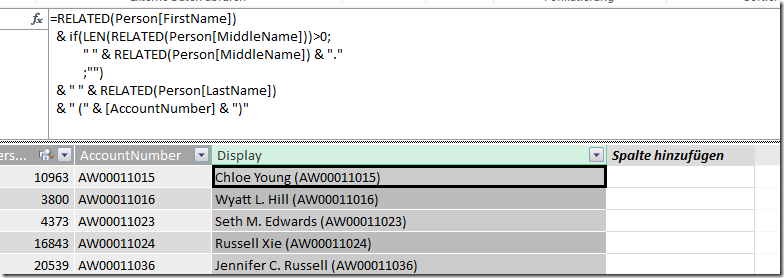 =RELATED(Person[FirstName])
& if(LEN(RELATED(Person[MiddleName]))>0;
" " & RELATED(Person[MiddleName]) & "."
;"")
& " " & RELATED(Person[LastName])
& " (" & [AccountNumber] & ")"
ers... AccountNumber Display Spalte hinzufügen
10963 AW00011015 Chloe Young (AW00011015)
3800 AW00011016 Wyatt L. Hill (AW00011016)
4373 AW00011023 Seth M. Edwards (AW00011023)
16843 AW00011024 Russell Xie (AW00011024)
20539 AW00011036 Jennifer C. Russell (AW00011036)